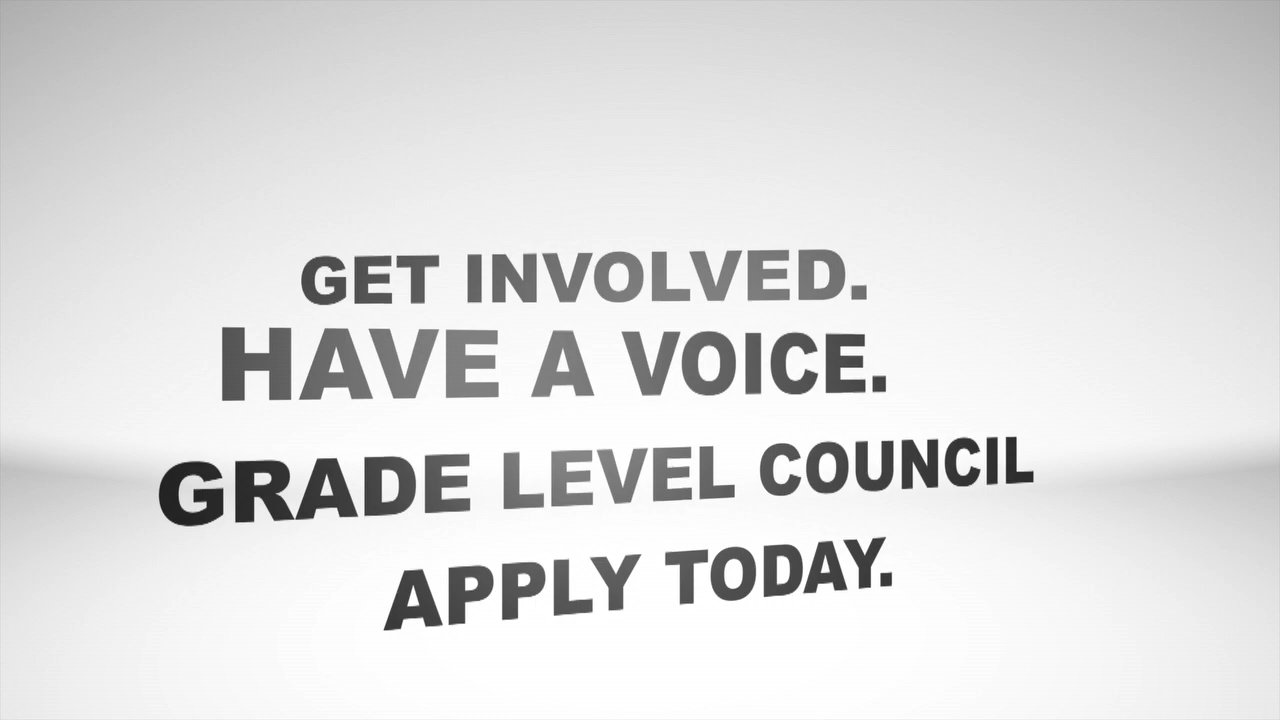 GET INVOLVED.
HAVE A VOICE.
GRADE LEVEL COUNCIL
APPLY TODAY.